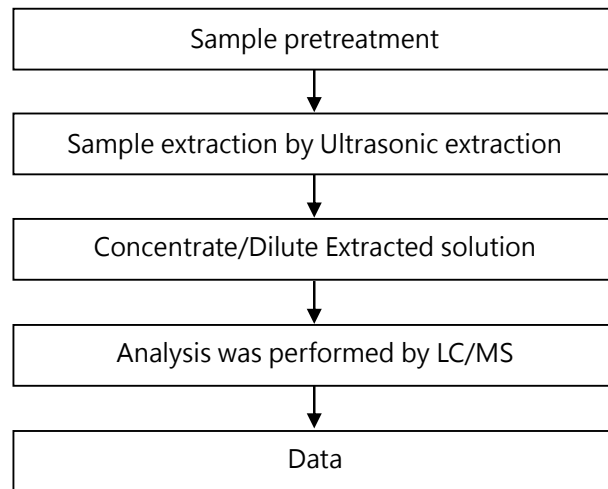 Sample pretreatment
Sample extraction by Ultrasonic extraction
Concentrate/Dilute Extracted solution
Analysis was performed by LC/MS
Data